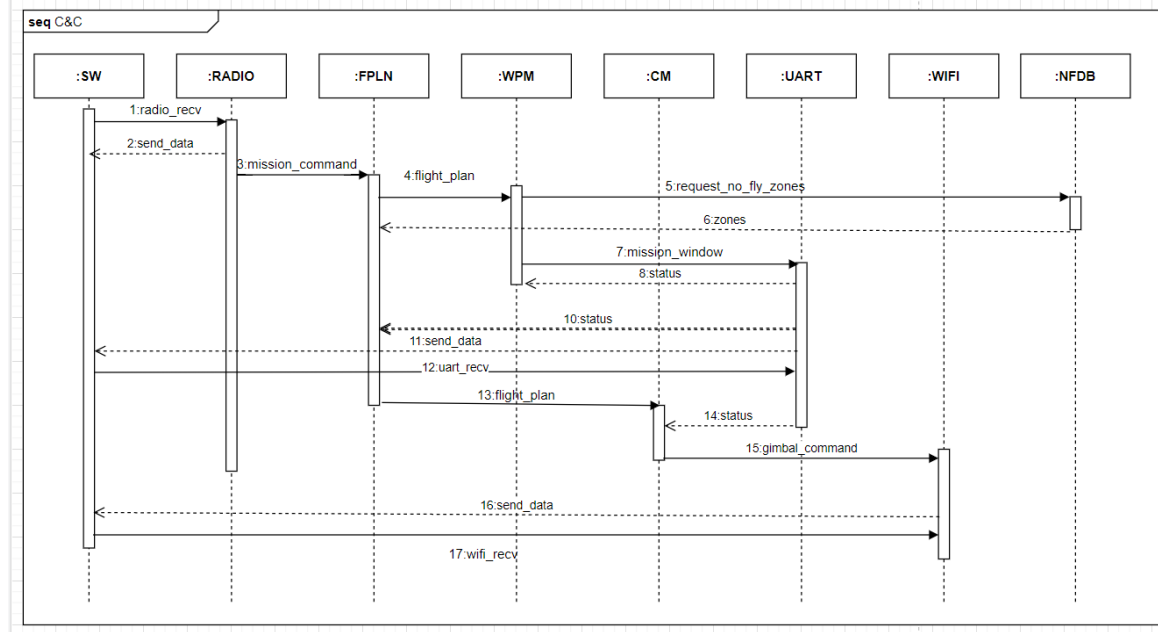 seq C&C
:SW
:RADIO
:FPLN
:WPM
:CM
:UART
:WIFI
:NFDB
1:radio_recv
2:send_data
3:mission_command
4:flight_plan
5:request_no_fly_zones
6:zones
7:mission_window
8:status
10:status
11:send_data
12:uart_recv
13:flight_plan
14:status
15:gimbal_command
16:send_data
17:wifi_recv